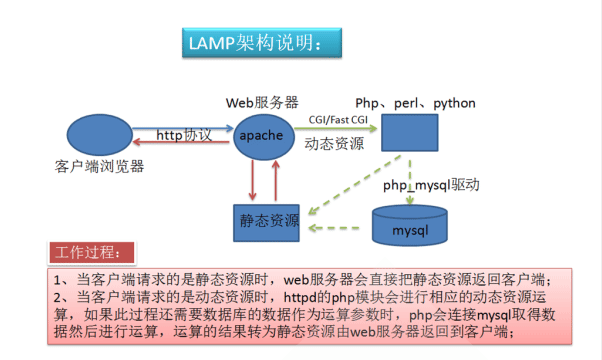 LAMP架构说明：
Web服务器
Php、perl、python
CGI/Fast CGI
http协议
apache
动态资源
客户端浏览器
php_mysql驱动
静态资源
mysql
工作过程：
1、当客户端请求的是静态资源时，web服务器会直接把静态资源返回客户端；
2、当客户端请求的是动态资源时，httpd的php模块会进行相应的动态资源运
算，如果此过程还需要数据库的数据作为运算参数时，php会连接mysql取得数
据然后进行运算，运算的结果转为静态资源由web服务器返回到客户端；